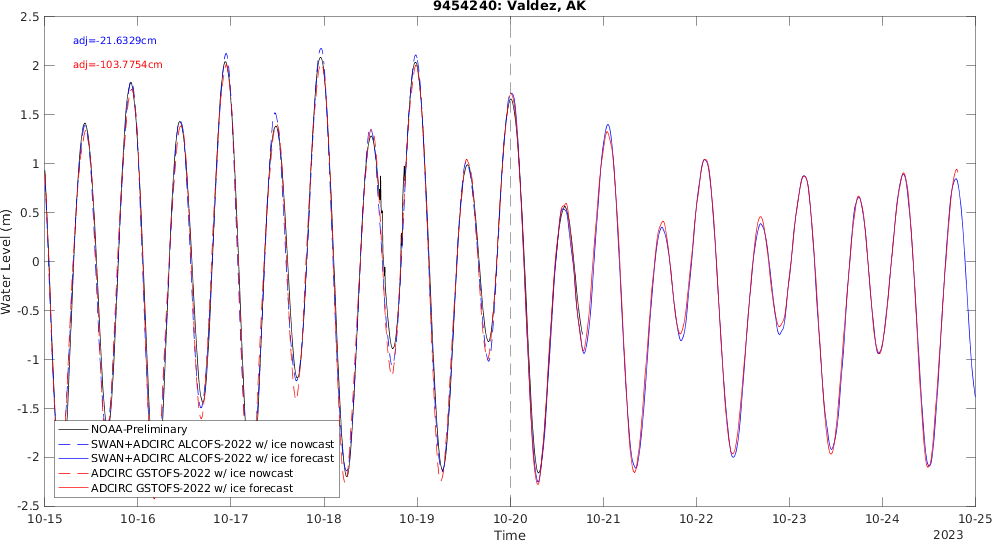 9454240: Valdez, AK
adj=-21.6329cm
adj=-103.7754cm
Water Level (m)
2.5
2
1.5
1
0.5
0
-0.5
-1
-1.5
-2
-2.5
NOAA-Preliminary
SWAN+ADCIRC ALCOFS-2022 w/ ice nowcast
SWAN+ADCIRC ALCOFS-2022 w/ ice forecast
ADCIRC GSTOFS-2022 w/ ice nowcast
ADCIRC GSTOFS-2022 w/ ice forecast
10-15 10-16 10-17 10-18 10-19 10-20 10-21 10-22 10-23 10-24 10-25
Time
2023